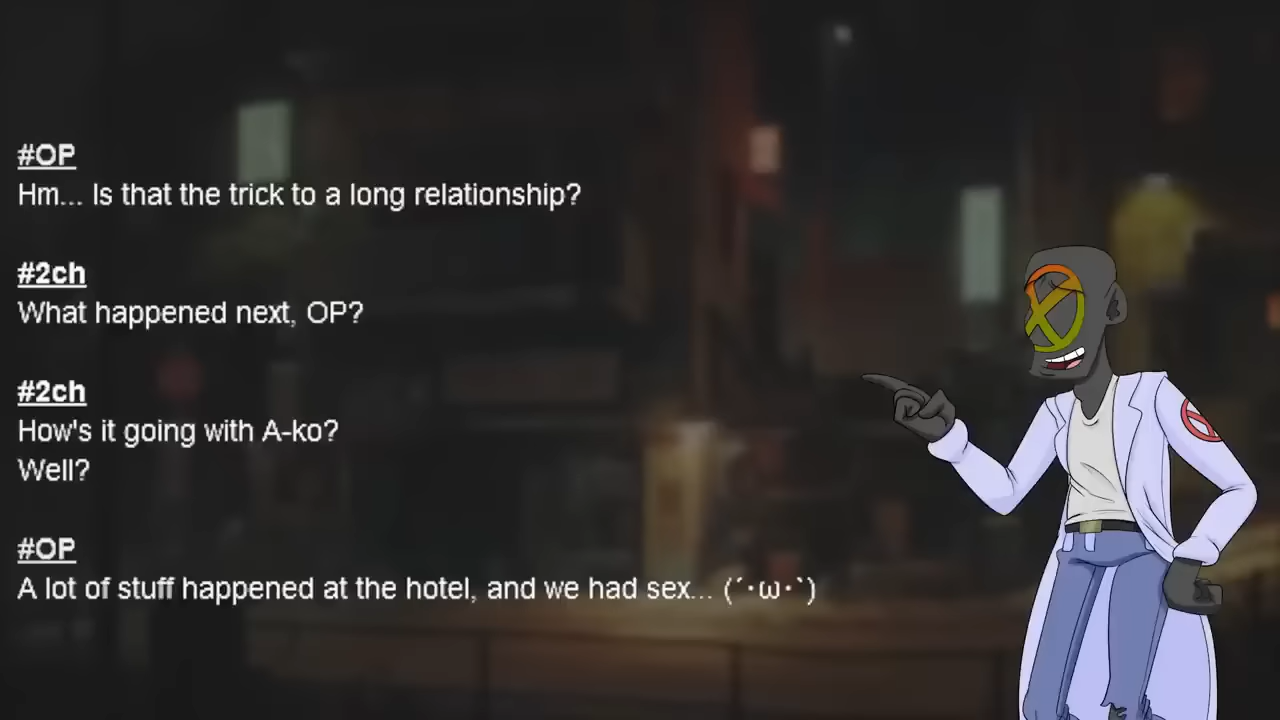 #OP
Hm... Is that the trick to a long relationship?
#2ch
What happened next, OP?
#2ch
How's it going with A-ko?
Well?
#OP
A lot of stuff happened at the hotel, and we had sex... (´･ω･`)